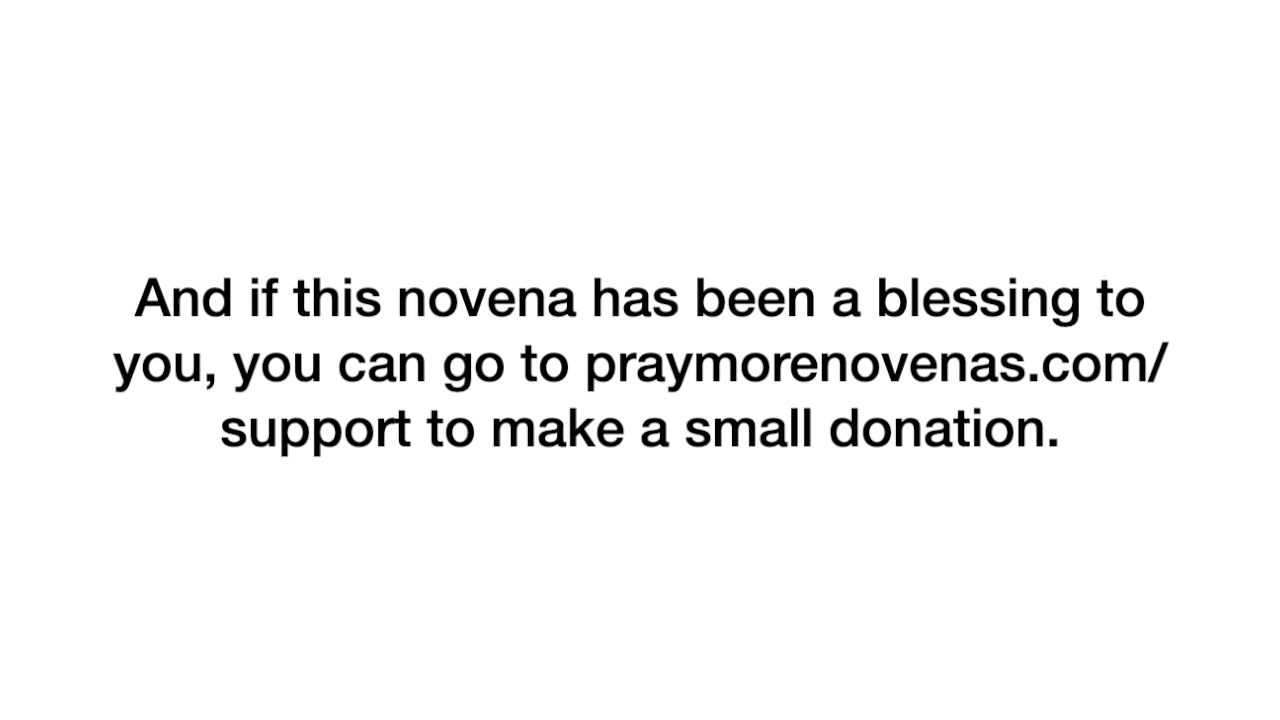 And if this novena has been a blessing to
you, you can go to praymorenovenas.com/
support to make a small donation.